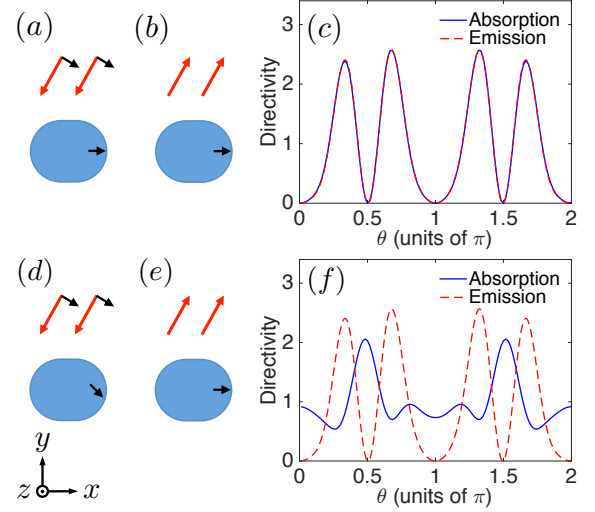 (a)
(b)
(c)
Absorption
Emission
Directivity
3
2
1
0
0 0.5 1 1.5 2
θ (units of π)
(d)
(e)
(f)
Absorption
Emission
Directivity
3
2
1
0
0 0.5 1 1.5 2
θ (units of π)
y
z
x